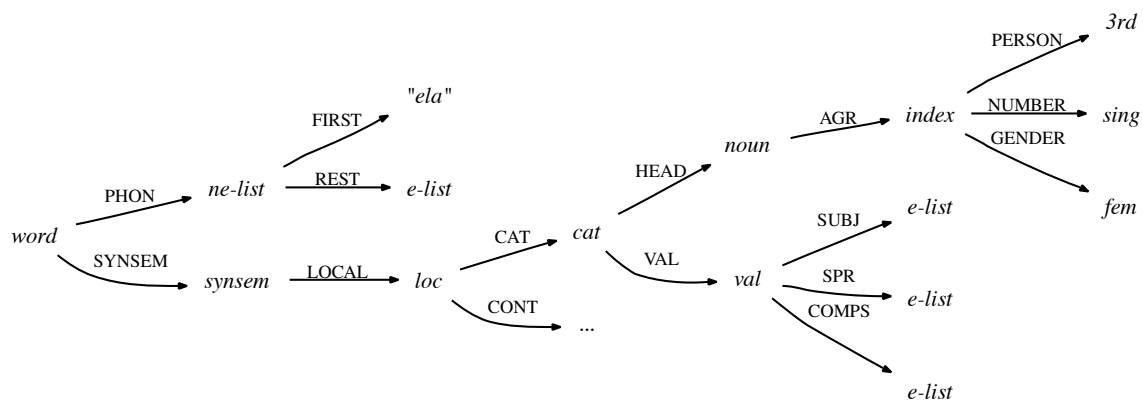 3rd
PERSON
"ela"
FIRST
AGR
index
NUMBER
sing
noun
GENDER
HEAD
PHON
ne-list
REST
e-list
e-list
fem
SUBJ
word
CAT
cat
SYNSEM
VAL
synsem
LOCAL
loc
val
SPR
e-list
CONT
...
COMPS
e-list